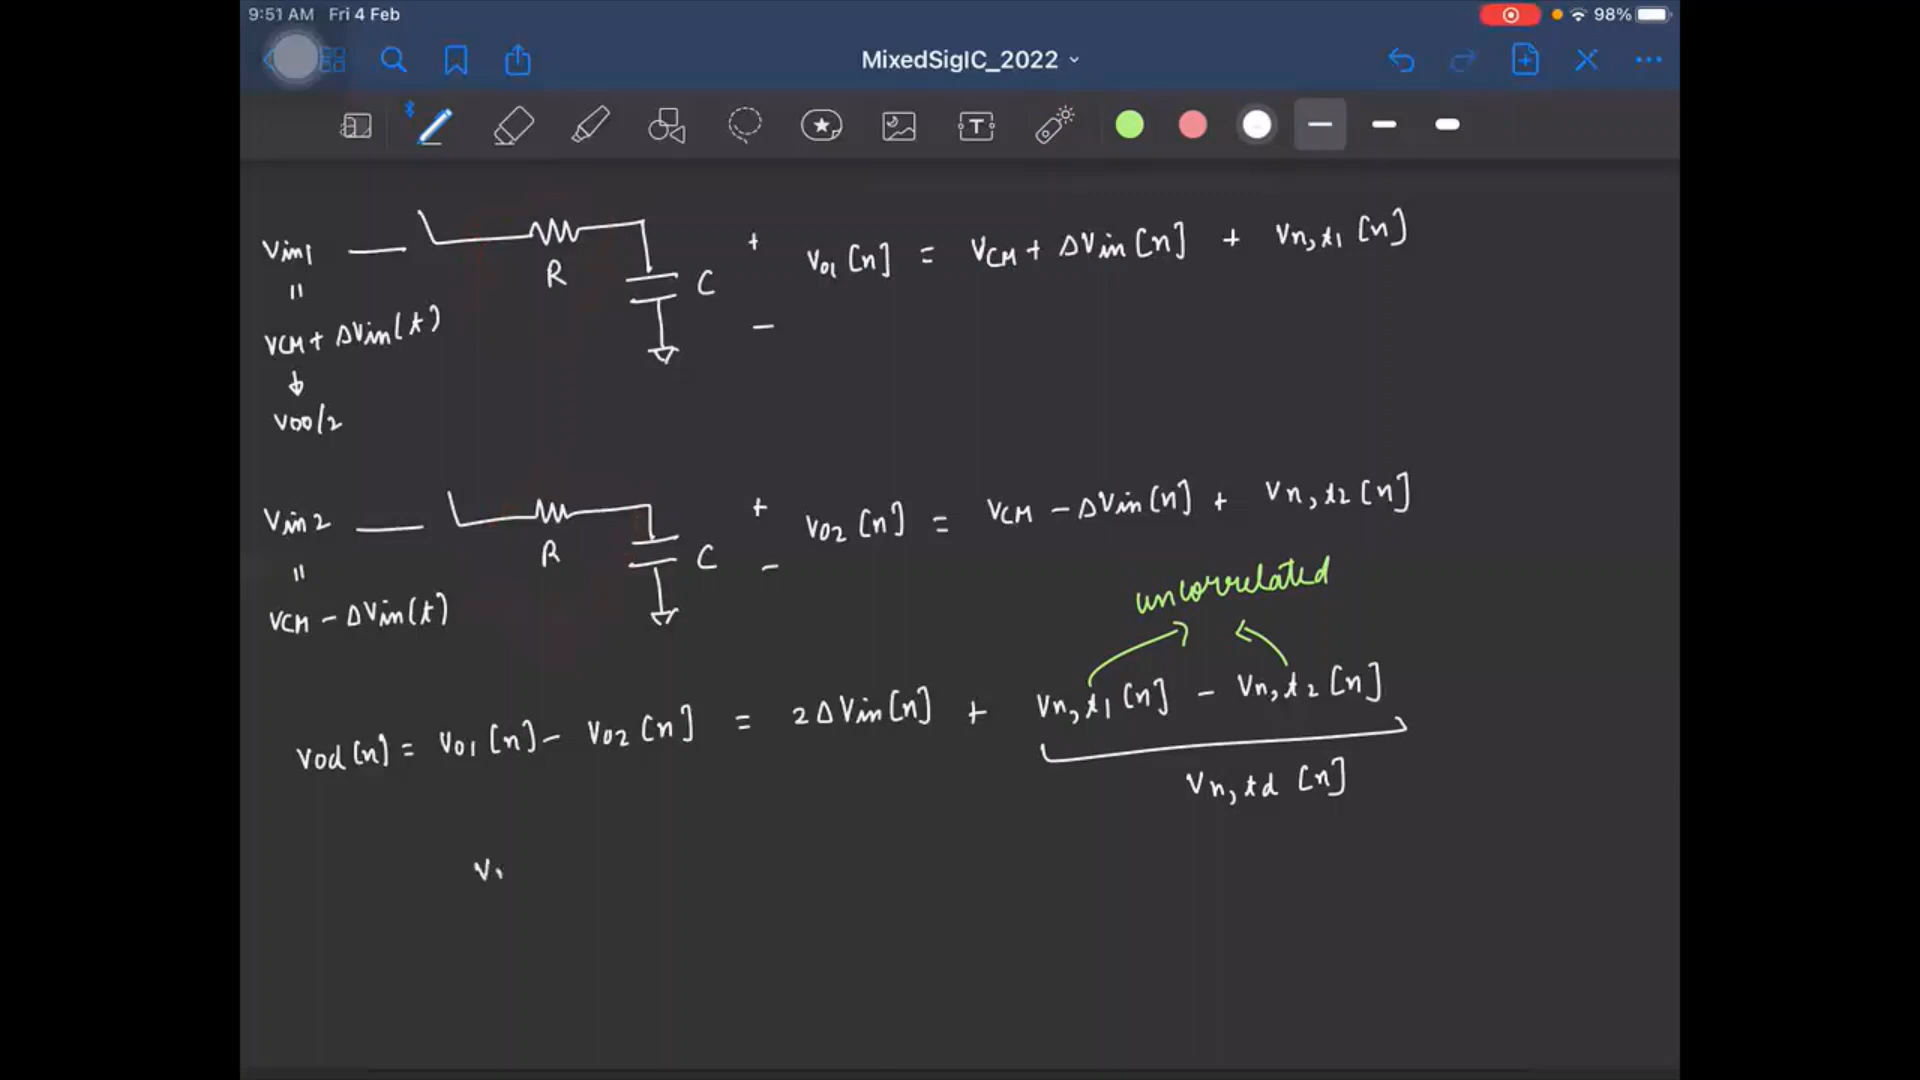 9:51 AM Fri 4 Feb 98%
MixedSigIC_2022
Vin1 R C + - Vo1[n] = VCM + ΔVin[n] + Vn,t1[n]
"
VCM + ΔVin(t)
↓
VDD/2
Vin2 R C + - Vo2[n] = VCM - ΔVin[n] + Vn,t2[n]
"
VCM - ΔVin(t)
uncorrelated
Vod[n] = Vo1[n] - Vo2[n] = 2ΔVin[n] + Vn,t1[n] - Vn,t2[n]
Vn,td[n]